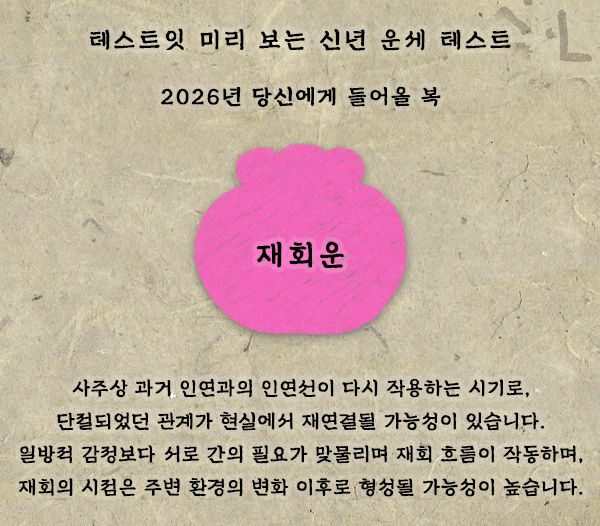 테스트잇 미리 보는 신년 운세 테스트
2026년 당신에게 들어올 복
재회운
사주상 과거 인연과의 인연선이 다시 작용하는 시기로,
단절되었던 관계가 현실에서 재연결될 가능성이 있습니다.
일방적 감정보다 서로 간의 필요가 맞물리며 재회 흐름이 작동하며,
재회의 시점은 주변 환경의 변화 이후로 형성될 가능성이 높습니다.